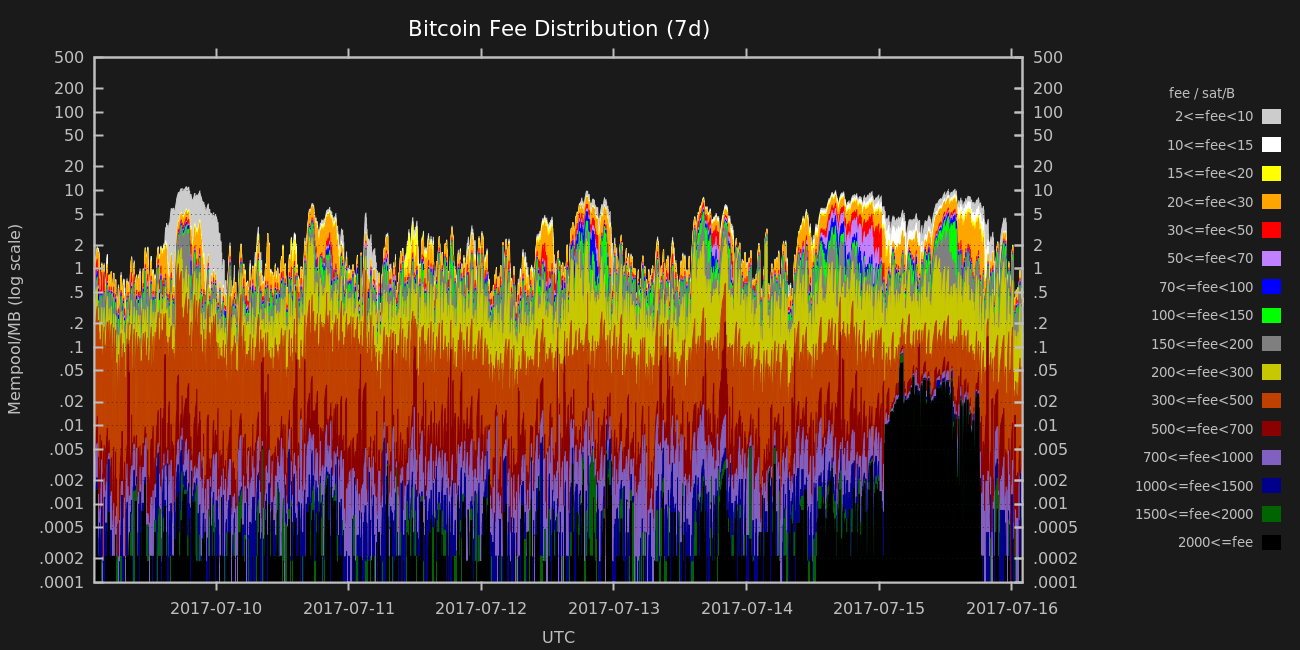 Bitcoin Fee Distribution (7d)
Mempool/MB (log scale)
500
200
100
50
20
10
5
2
1
.5
.2
.1
.05
.02
.01
.005
.002
.001
.0005
.0002
.0001
500
200
100
50
20
10
5
2
1
.5
.2
.1
.05
.02
.01
.005
.002
.001
.0005
.0002
.0001
fee / sat/B
2<=fee<10
10<=fee<15
15<=fee<20
20<=fee<30
30<=fee<50
50<=fee<70
70<=fee<100
100<=fee<150
150<=fee<200
200<=fee<300
300<=fee<500
500<=fee<700
700<=fee<1000
1000<=fee<1500
1500<=fee<2000
2000<=fee
2017-07-10 2017-07-11 2017-07-12 2017-07-13 2017-07-14 2017-07-15 2017-07-16
UTC